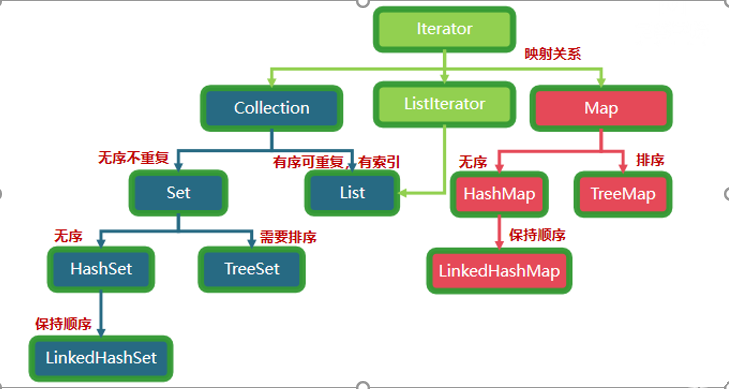 Iterator
映射关系
Collection
ListIterator
Map
无序不重复
有序可重复,有索引
无序
排序
Set
List
HashMap
TreeMap
无序
需要排序
保持顺序
HashSet
TreeSet
LinkedHashMap
保持顺序
LinkedHashSet